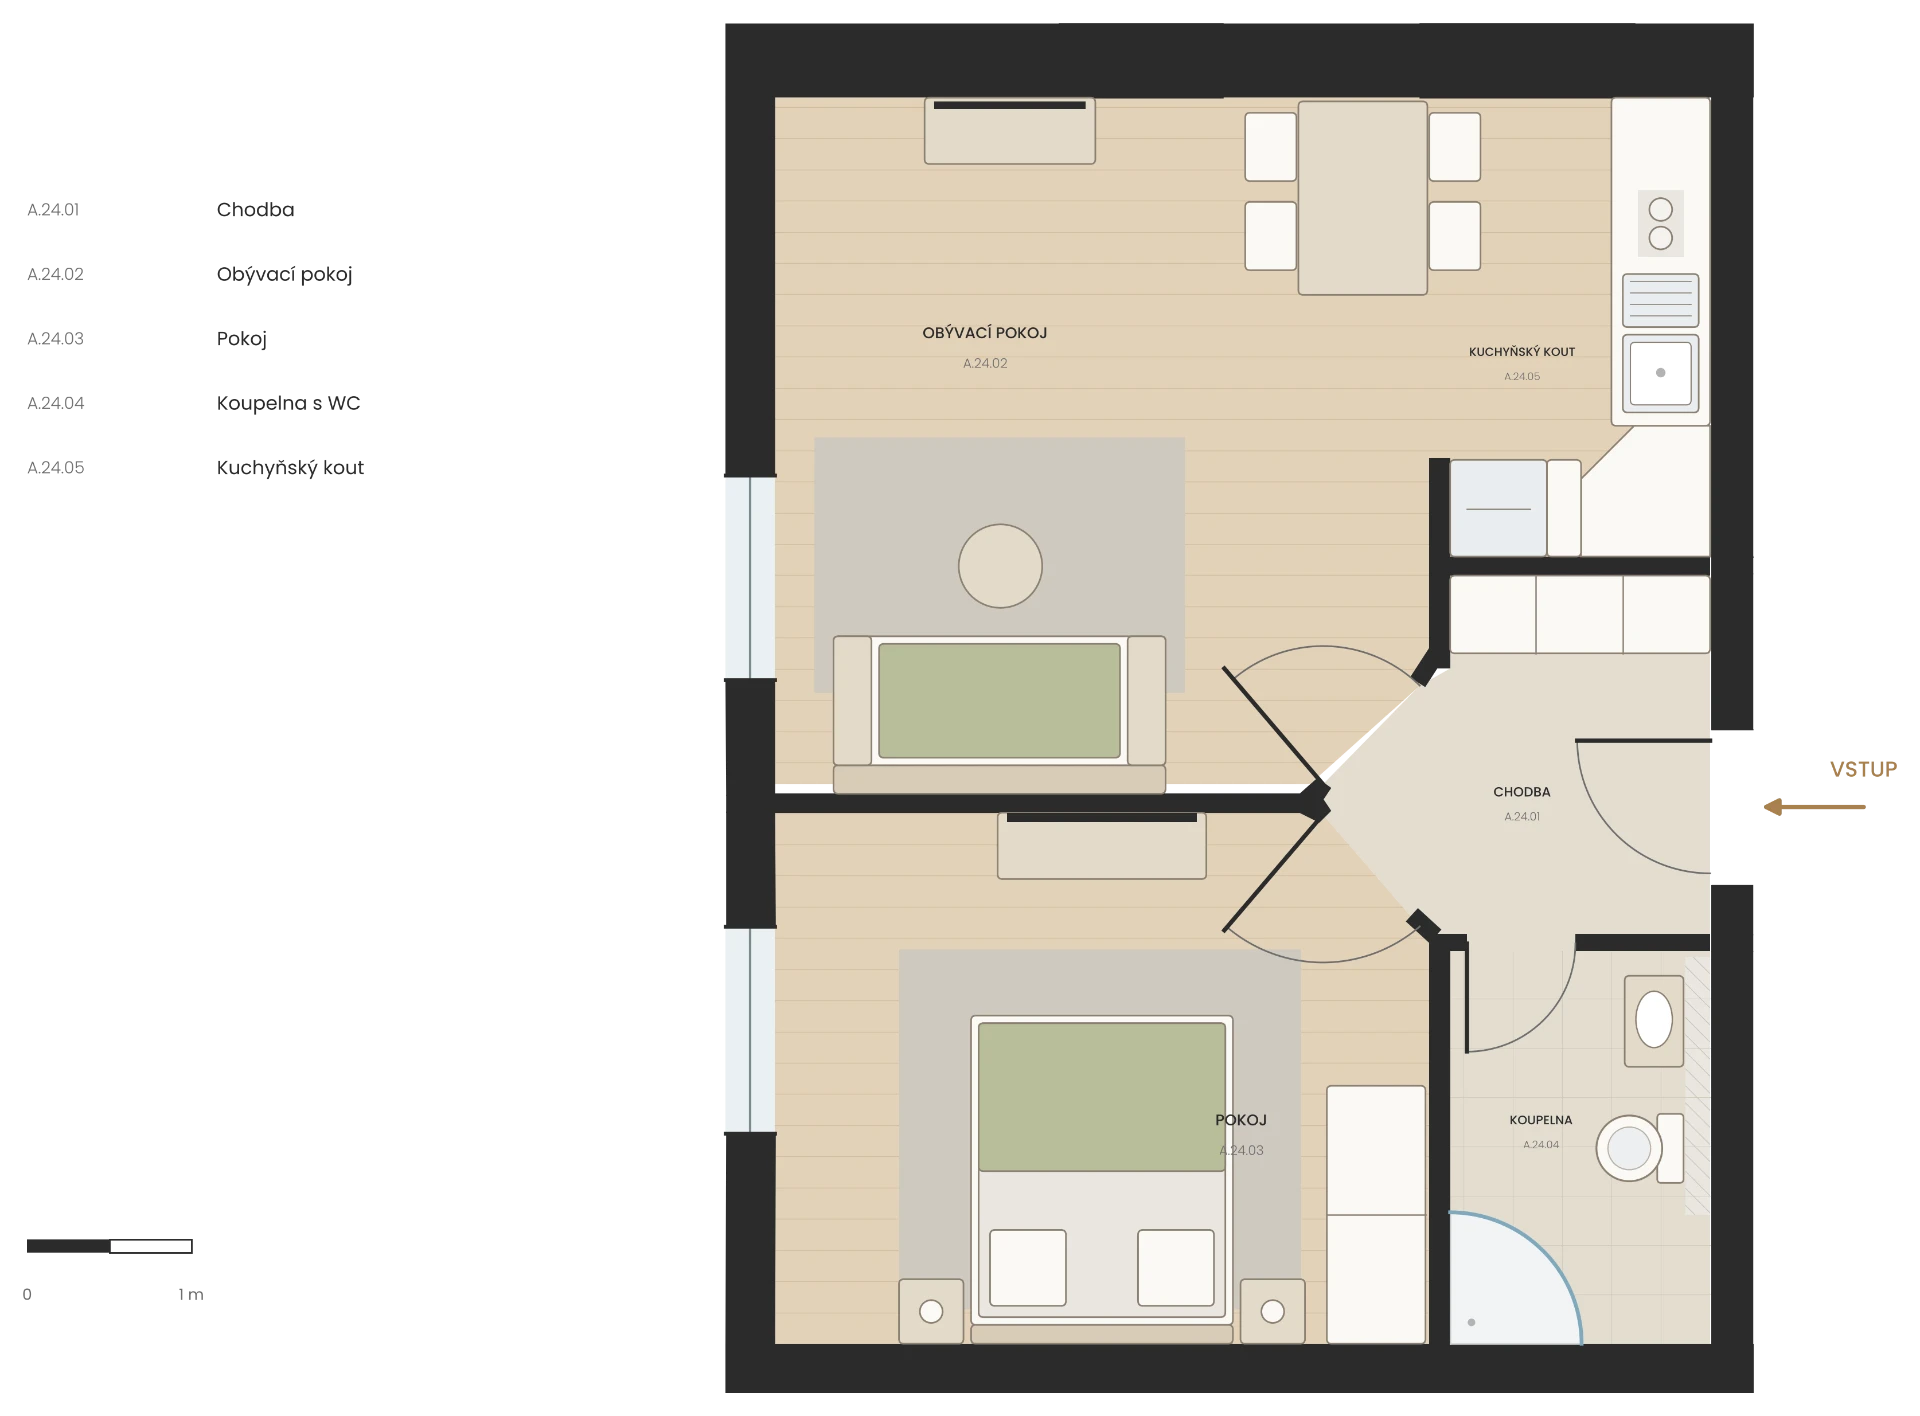 A.24.01 Chodba
A.24.02 Obývací pokoj
A.24.03 Pokoj
A.24.04 Koupelna s WC
A.24.05 Kuchyňský kout
0 1 m
OBÝVACÍ POKOJ
A.24.02
KUCHYŇSKÝ KOUT
A.24.05
CHODBA
A.24.01
VSTUP
POKOJ
A.24.03
KOUPELNA
A.24.04